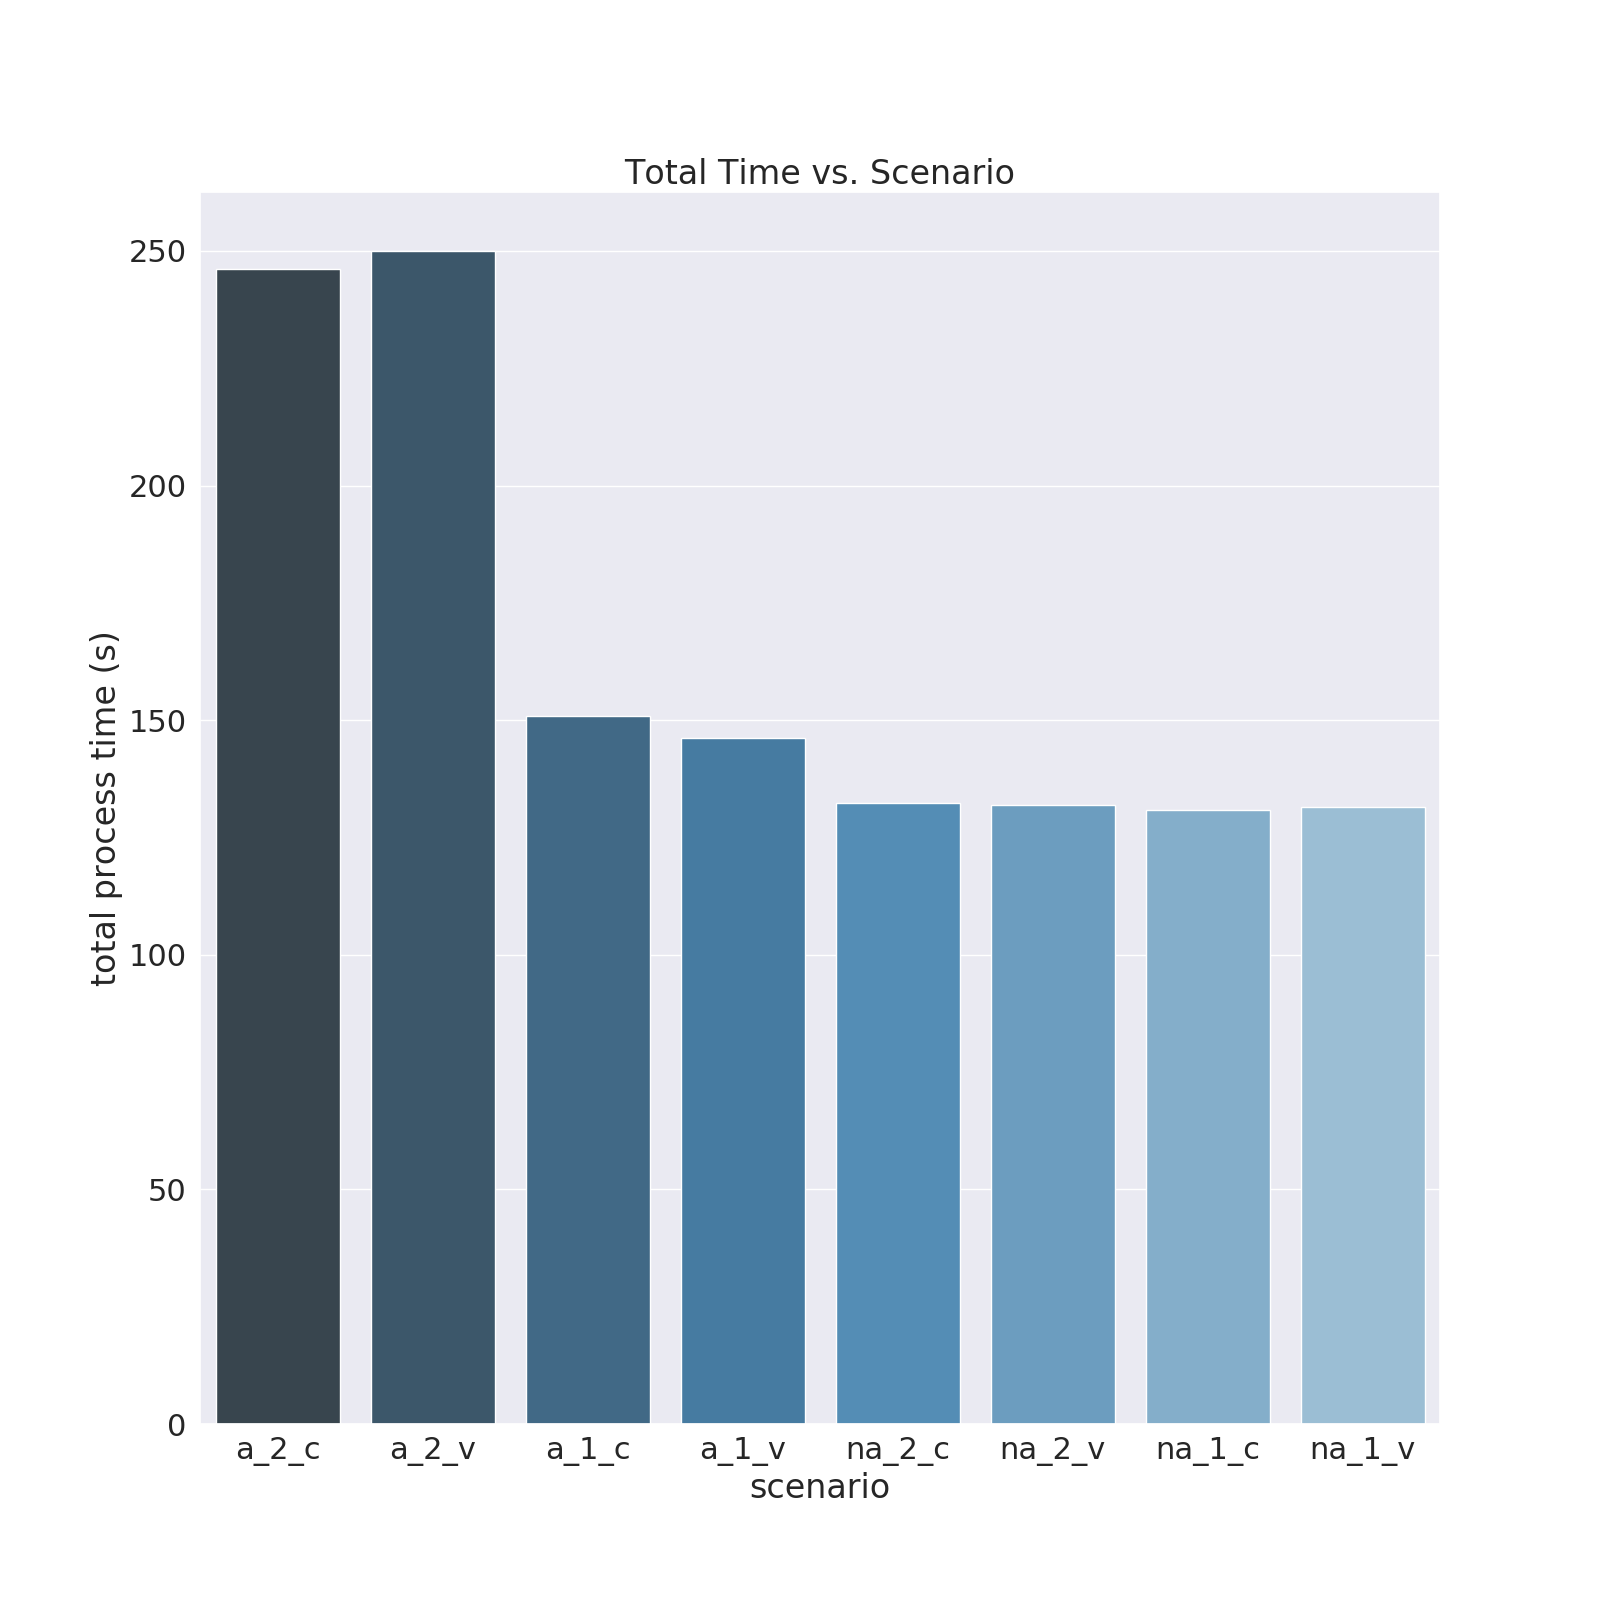 Total Time vs. Scenario
250
200
150
100
50
0
total process time (s)
a_2_c a_2_v a_1_c a_1_v na_2_c na_2_v na_1_c na_1_v
scenario